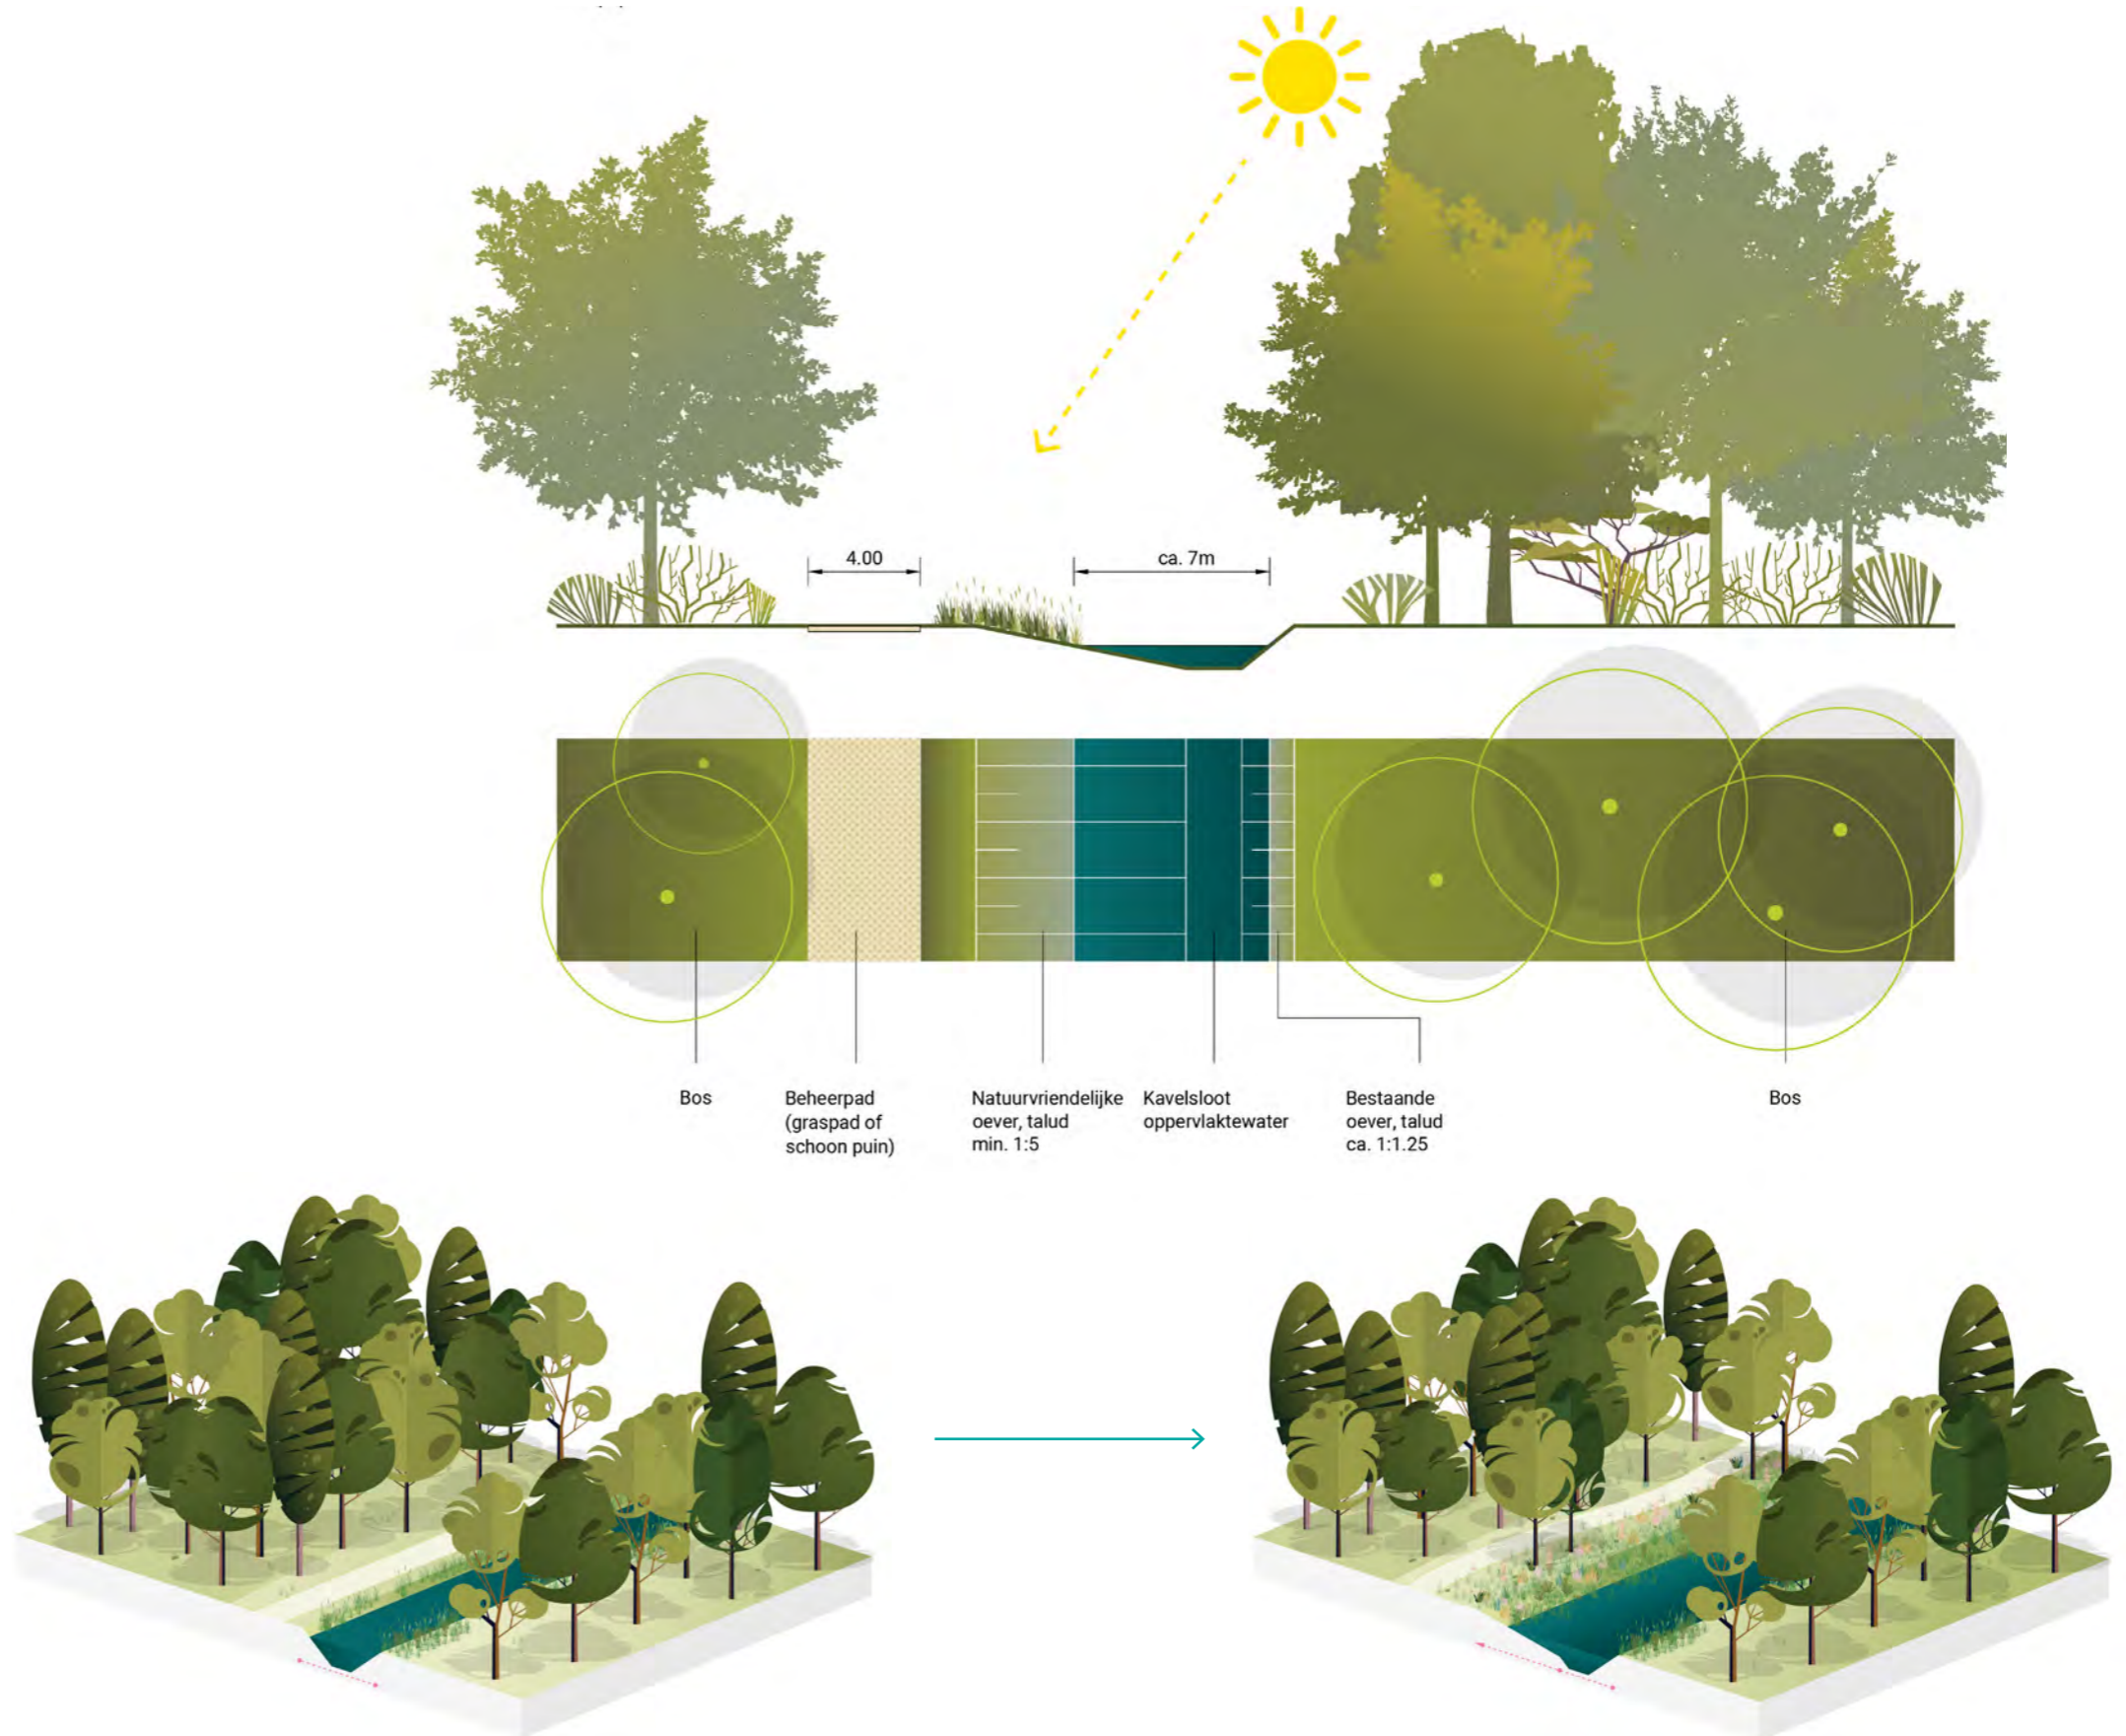 4.00
ca. 7m
Bos
Beheerpad
(graspad of
schoon puin)
Natuurvriendelijke
oever, talud
min. 1:5
Kavelsloot
oppervlaktewater
Bestaande
oever, talud
ca. 1:1.25
Bos